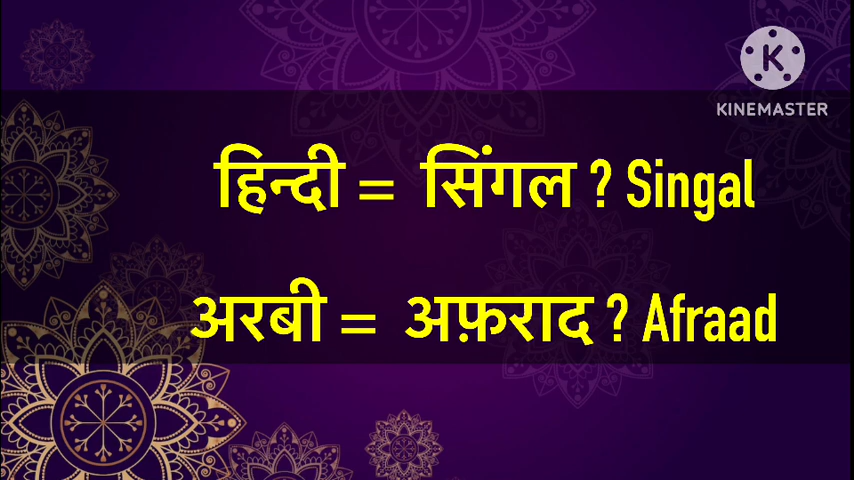 KINEMASTER
हिन्दी = सिंगल ? Singal
अरबी = अफ़राद ? Afraad